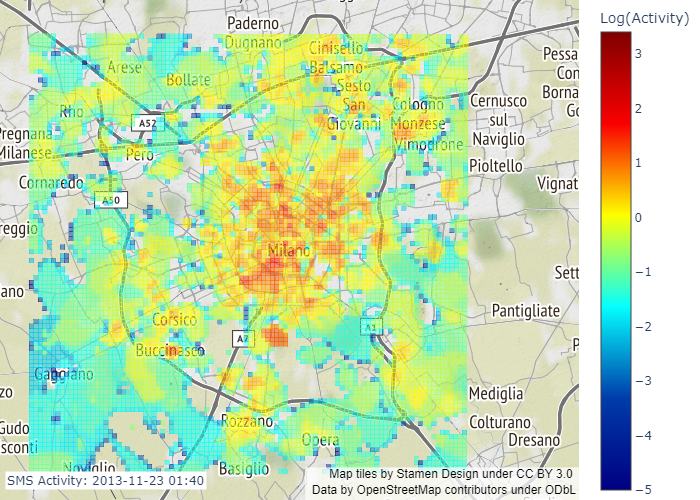 Log(Activity)
Paderno
Dugnano
Cinisello
Balsamo
Arese
Bollate
Sesto
San
Giovanni
Pessa
Borna
Rho
A52
Cologno
Monzese
Cernusco
sul
Naviglio
Pregnana
Milanese
Pero
Vimodrone
Pioltello
Cornaredo
A50
Vignat
reggio
Milano
Sett
ano
Pantigliate
Corsico
A7
A1
Buccinasco
Gaggiano
zo
Mediglia
Gudo
sconti
Rozzano
Opera
Colturano
Dresano
Noviglio
Basiglio
SMS Activity: 2013-11-23 01:40
Map tiles by Stamen Design under CC BY 3.0
Data by OpenStreetMap contributors under ODbL
3
2
1
0
−1
−2
−3
−4
−5